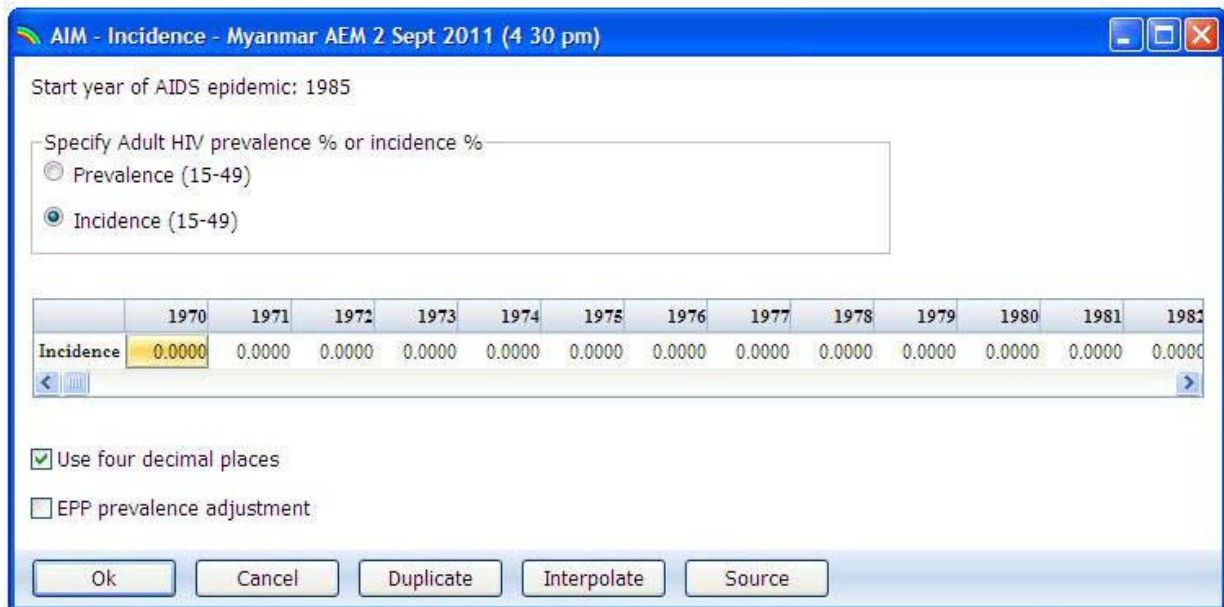 AIM - Incidence - Myanmar AEM 2 Sept 2011 (4 30 pm)
Start year of AIDS epidemic: 1985
Specify Adult HIV prevalence % or incidence %
Prevalence (15-49)
Incidence (15-49)
1970 1971 1972 1973 1974 1975 1976 1977 1978 1979 1980 1981 1982
Incidence 0.0000 0.0000 0.0000 0.0000 0.0000 0.0000 0.0000 0.0000 0.0000 0.0000 0.0000 0.0000 0.0000
Use four decimal places
EPP prevalence adjustment
Ok Cancel Duplicate Interpolate Source